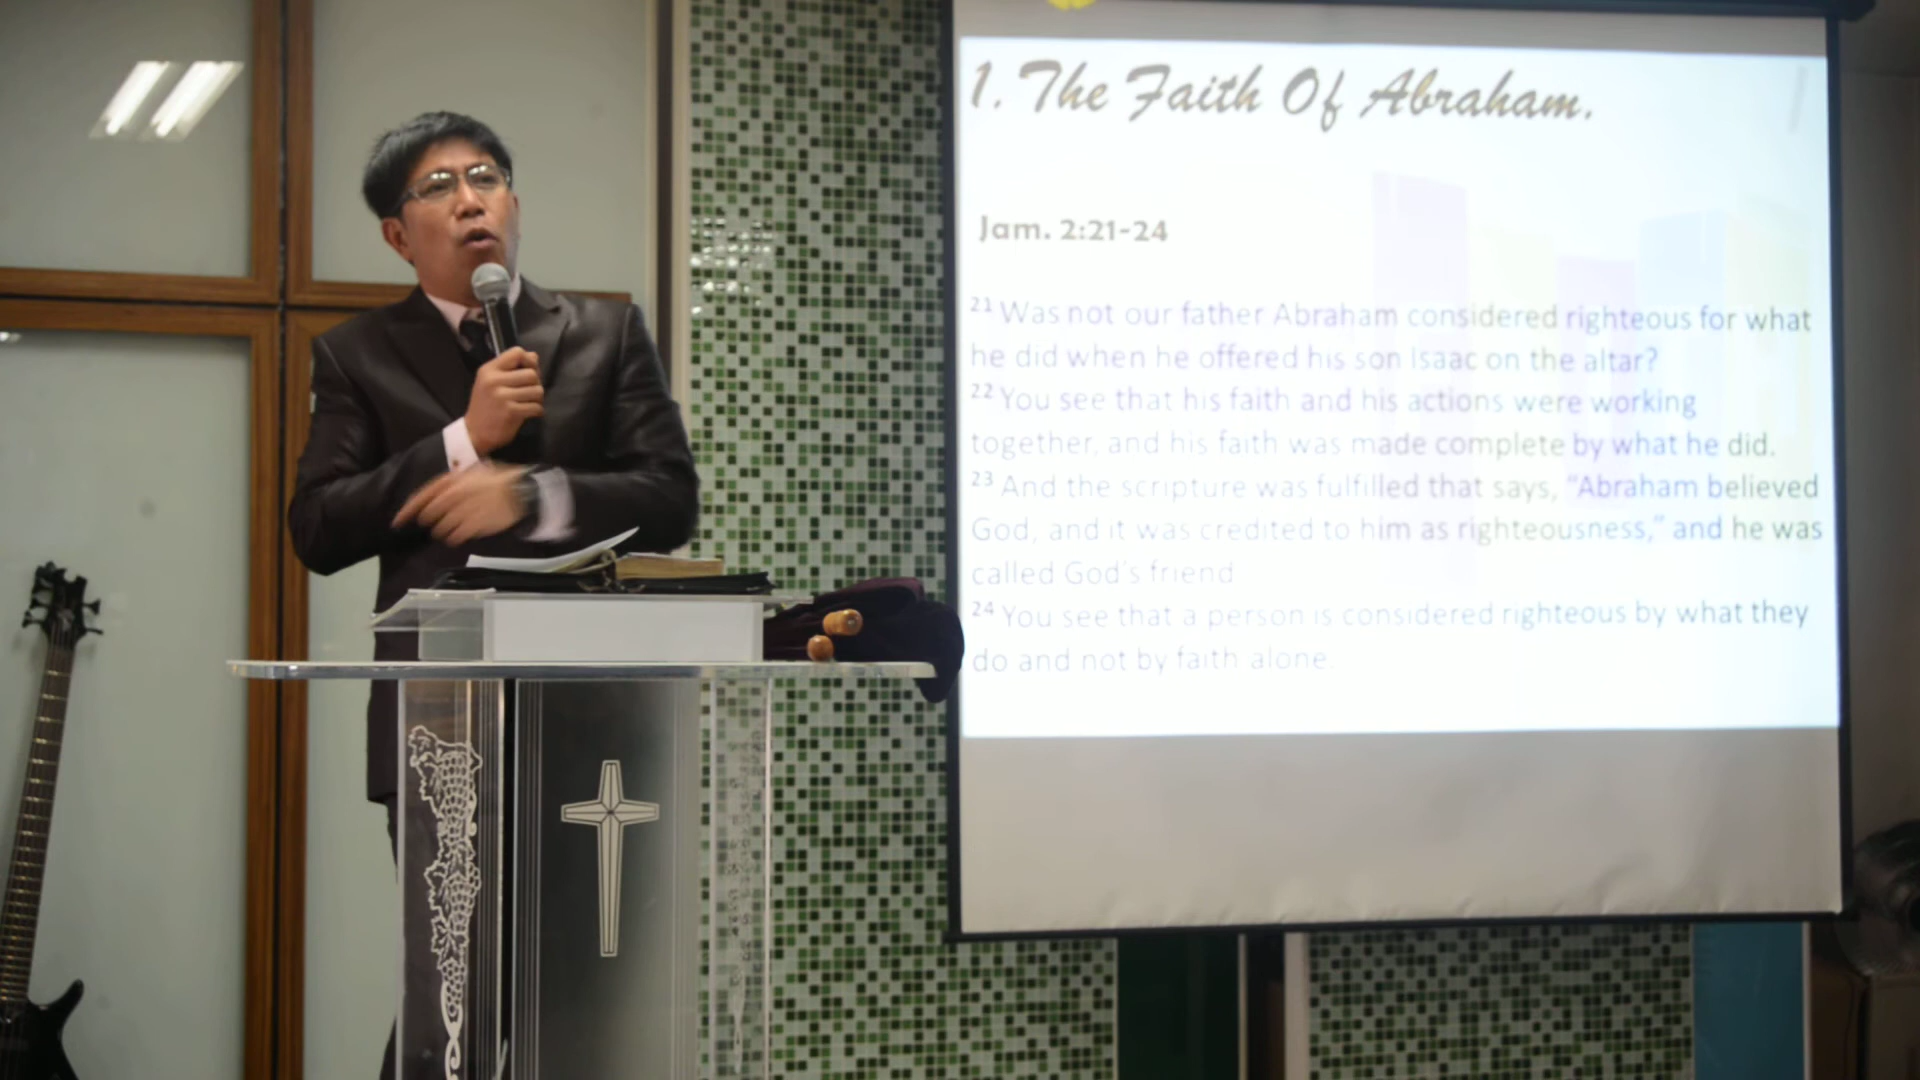 1. The Faith Of Abraham.
Jam. 2:21-24
21 Was not our father Abraham considered righteous for what
he did when he offered his son Isaac on the altar?
22 You see that his faith and his actions were working
together, and his faith was made complete by what he did.
23 And the scripture was fulfilled that says, “Abraham believed
God, and it was credited to him as righteousness,” and he was
called God's friend
24 You see that a person is considered righteous by what they
do and not by faith alone.